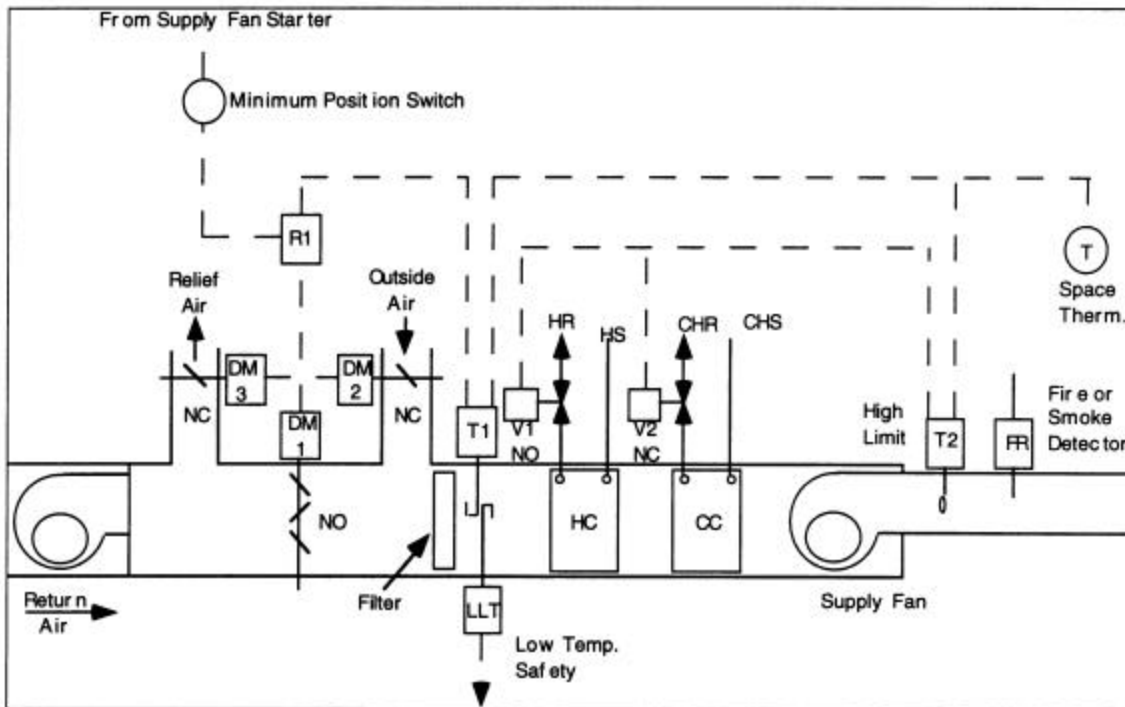 From Supply Fan Starter
Minimum Position Switch
R1
T
Space
Therm.
Relief
Air
Outside
Air
HR
HS
CHR
CHS
DM
3
DM
2
NC
NC
DM
1
T1
V1
NO
V2
NC
High
Limit
T2
FR
Fire or
Smoke
Detector
NO
HC
CC
Return
Air
Filter
LLT
Low Temp.
Safety
Supply Fan